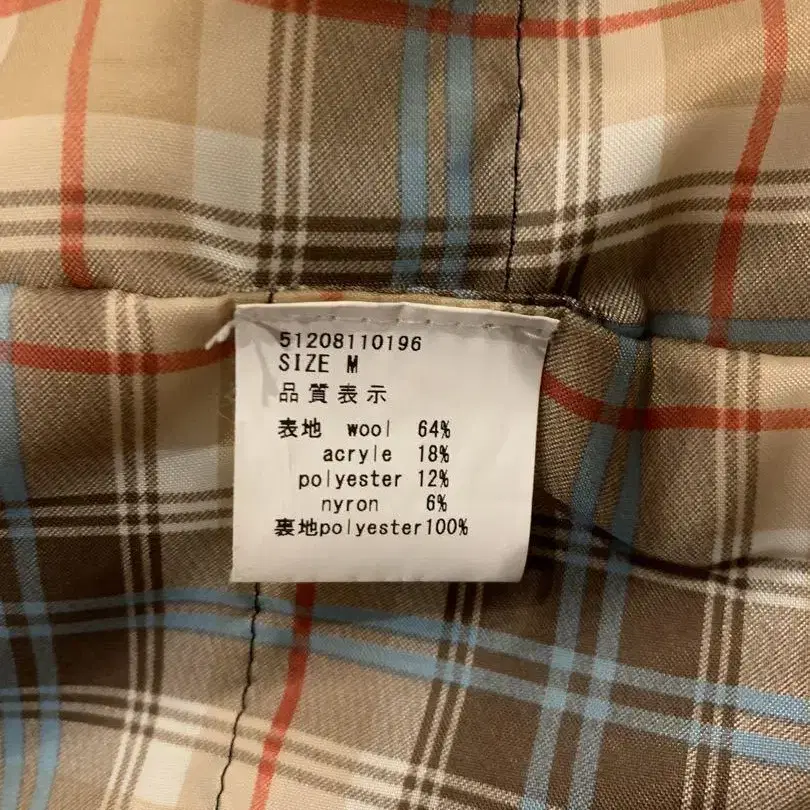 51208110196
SIZE M
品質表示
表地 wool 64%
acryle 18%
polyester 12%
nyron 6%
裏地polyester100%